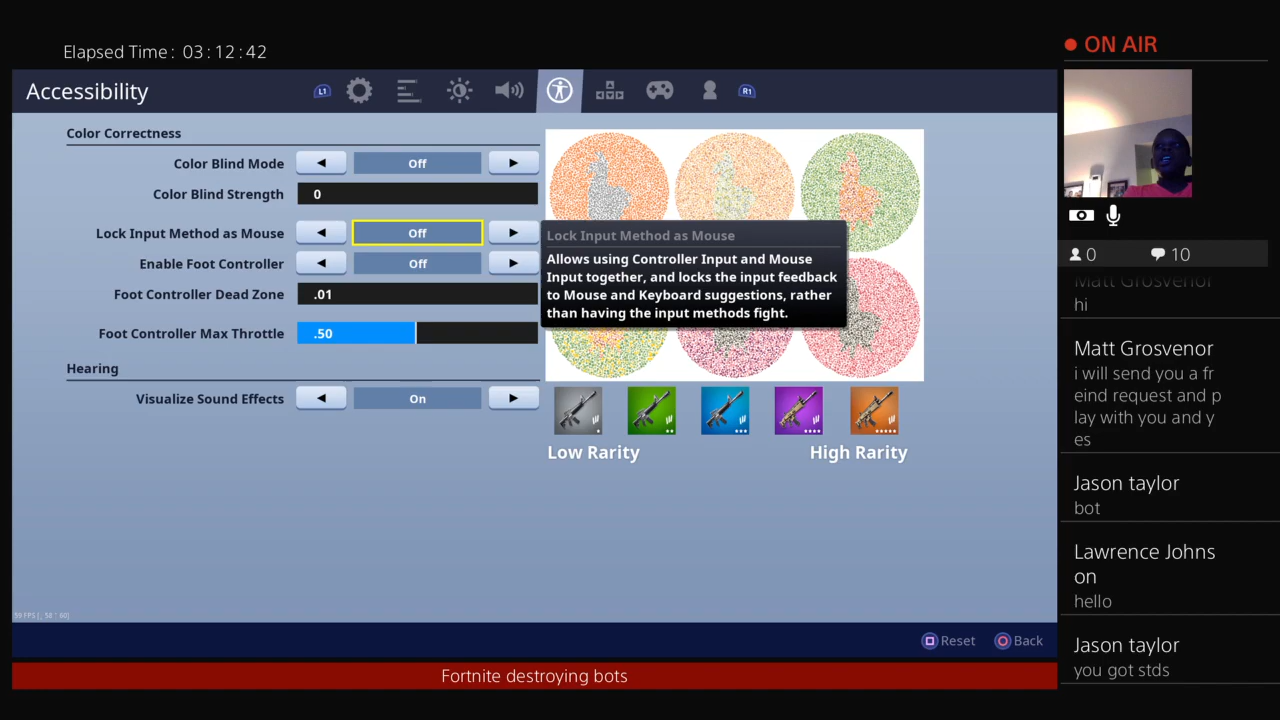 Elapsed Time: 03:12:42
ON AIR
Accessibility
L1
R1
Color Correctness
Color Blind Mode
Off
Color Blind Strength
0
Lock Input Method as Mouse
Off
Enable Foot Controller
Off
Foot Controller Dead Zone
.01
Foot Controller Max Throttle
.50
Hearing
Visualize Sound Effects
On
Lock Input Method as Mouse
Allows using Controller Input and Mouse
Input together, and locks the input feedback
to Mouse and Keyboard suggestions, rather
than having the input methods fight.
Low Rarity
High Rarity
Reset
Back
Fortnite destroying bots
0
10
Matt Grosvenor
hi
Matt Grosvenor
i will send you a fr
eind request and p
lay with you and y
es
Jason taylor
bot
Lawrence Johns
on
hello
Jason taylor
you got stds